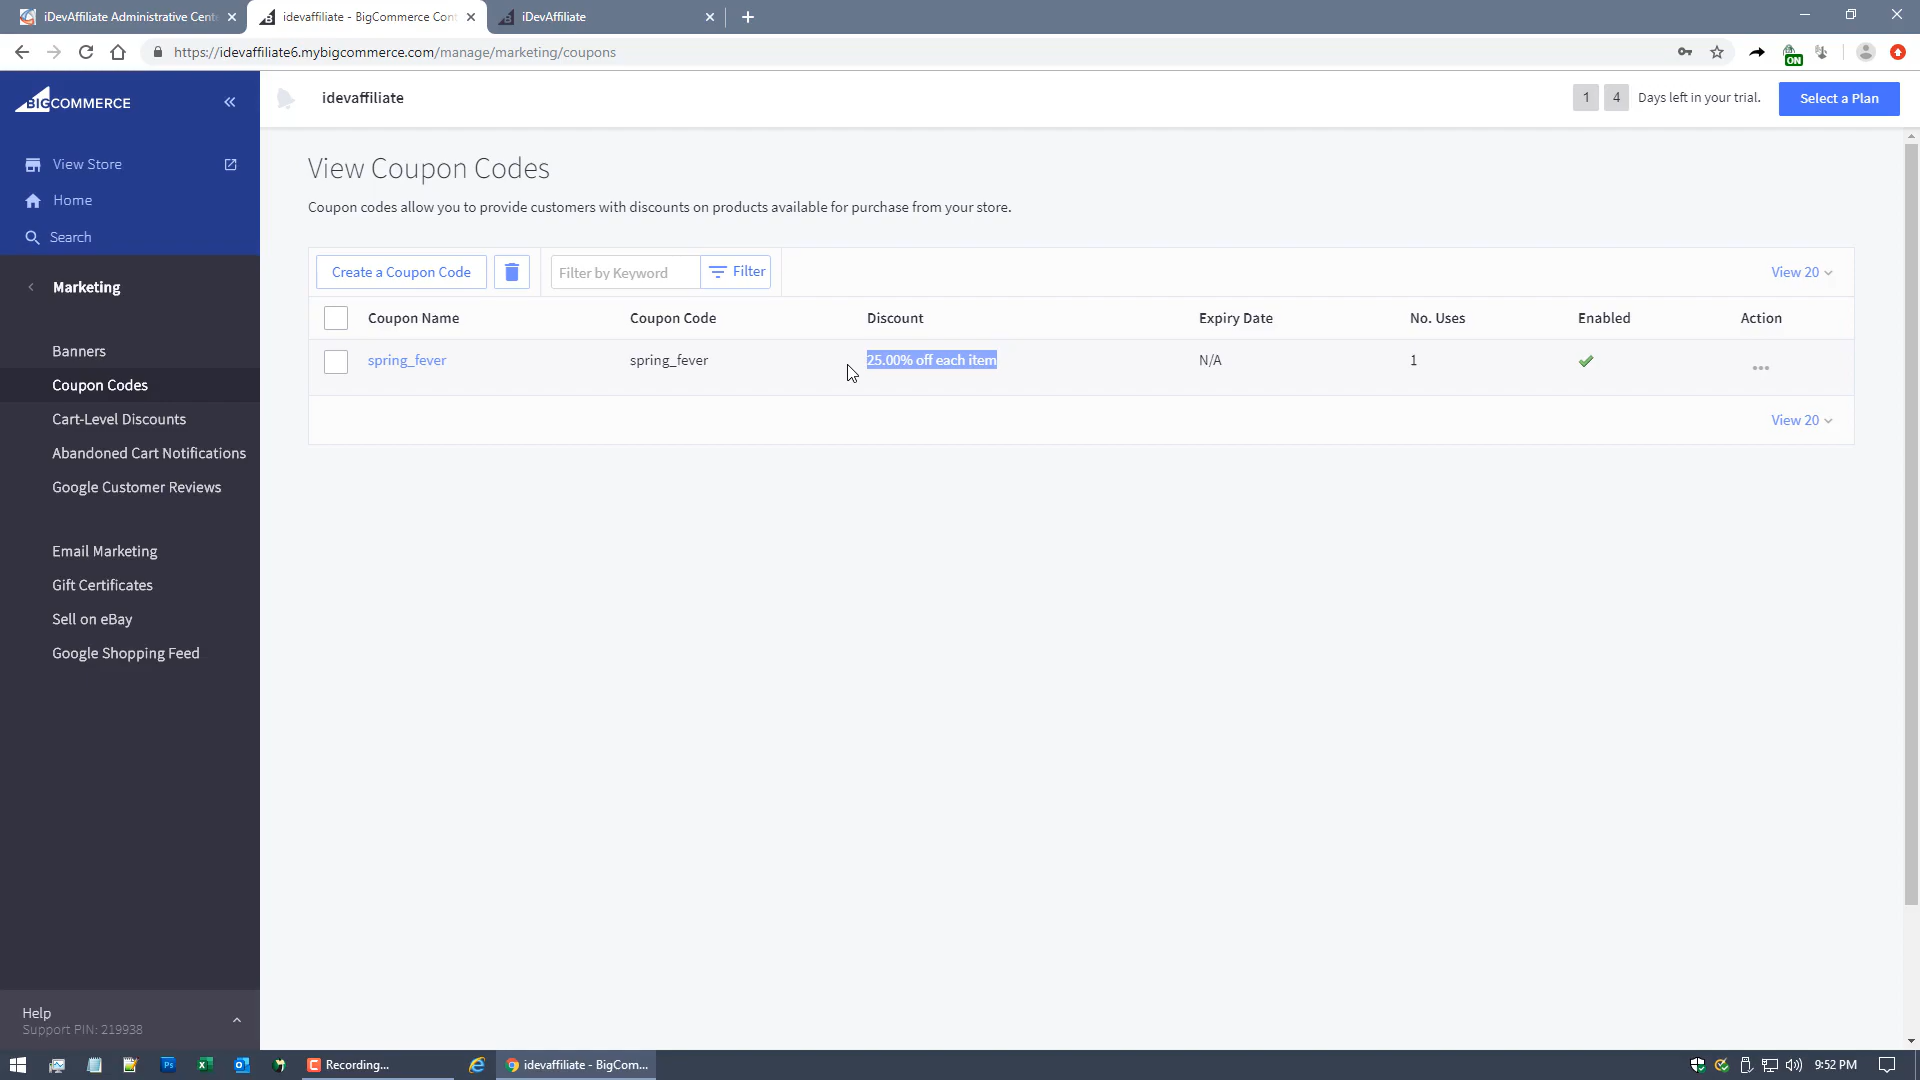 iDevAffiliate Administrative Cent
idevaffiliate - BigCommerce Cont
iDevAffiliate
https://idevaffiliate6.mybigcommerce.com/manage/marketing/coupons
ON
BIGCOMMERCE
idevaffiliate
1 4 Days left in your trial.
Select a Plan
View Store
Home
Search
Marketing
Banners
Coupon Codes
Cart-Level Discounts
Abandoned Cart Notifications
Google Customer Reviews
Email Marketing
Gift Certificates
Sell on eBay
Google Shopping Feed
Help
Support PIN: 219938
View Coupon Codes
Coupon codes allow you to provide customers with discounts on products available for purchase from your store.
Create a Coupon Code
Filter by Keyword
Filter
View 20
Coupon Name Coupon Code Discount Expiry Date No. Uses Enabled Action
spring_fever spring_fever 25.00% off each item N/A 1
View 20
Recording...
idevaffiliate - BigCom...
9:52 PM